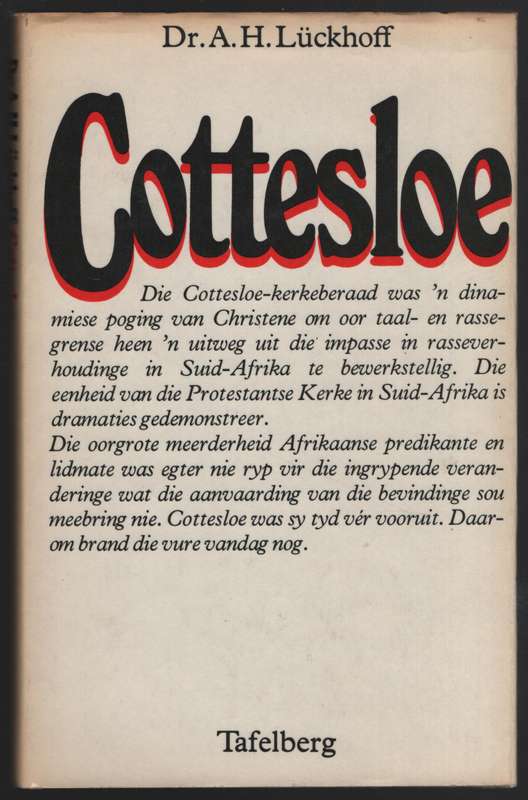 Dr. A. H. Lückhoff
Cottesloe
Die Cottesloe-kerkeberaad was 'n dina-
miese poging van Christene om oor taal- en rasse-
grense heen 'n uitweg uit die impasse in rassever-
houdinge in Suid-Afrika te bewerkstellig. Die
eenheid van die Protestantse Kerke in Suid-Afrika is
dramaties gedemonstreer.
Die oorgrote meerderheid Afrikaanse predikante en
lidmate was egter nie ryp vir die ingrypende veran-
deringe wat die aanvaarding van die bevindinge sou
meebring nie. Cottesloe was sy tyd vér vooruit. Daar-
om brand die vure vandag nog.
Tafelberg